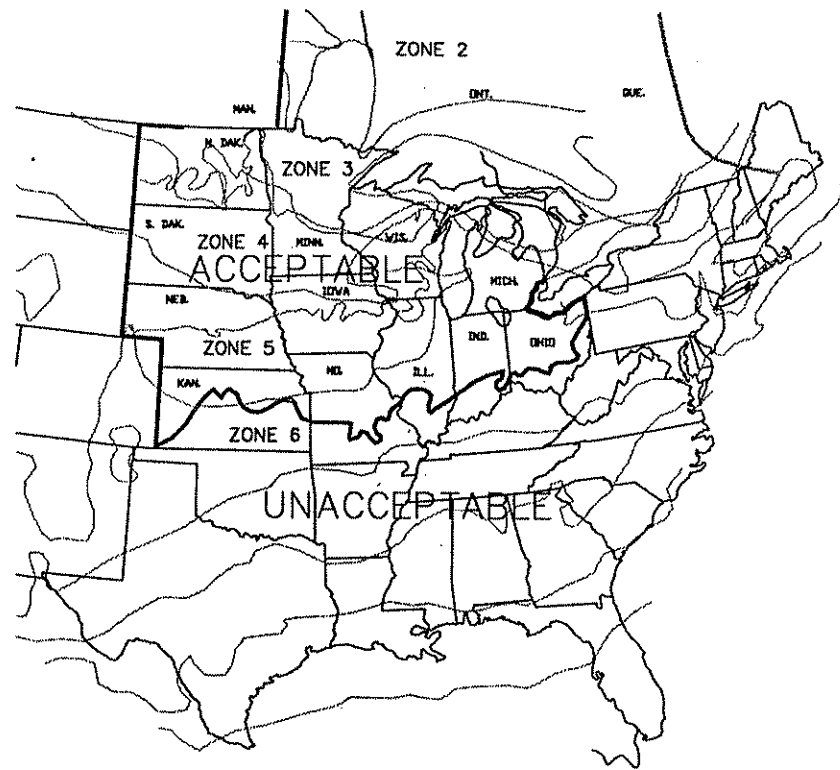 ZONE 2
ONT.
QUE.
MAN.
N. DAK.
ZONE 3
S. DAK.
ZONE 4
MINN.
WIS.
ACCEPTABLE
MICH.
IOWA
NEB.
IND.
OHIO
ZONE 5
MO.
ILL.
KAN.
ZONE 6
UNACCEPTABLE